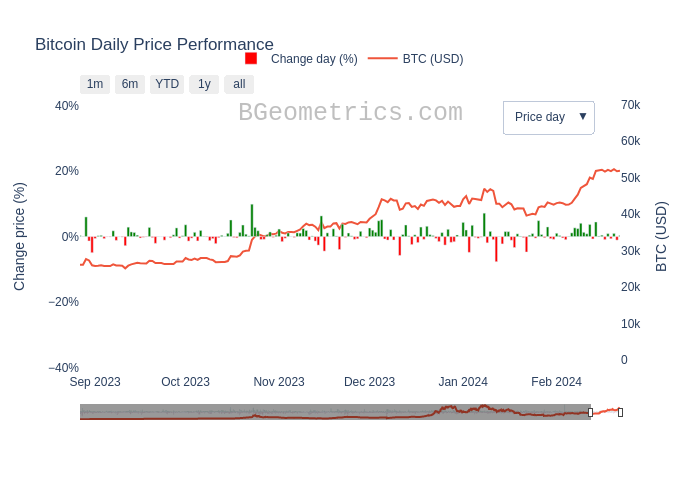 Bitcoin Daily Price Performance
Change day (%)
BTC (USD)
1m
6m
YTD
1y
all
BGeometrics.com
Price day
▼
40%
20%
0%
−20%
−40%
Change price (%)
70k
60k
50k
40k
30k
20k
10k
0
BTC (USD)
Sep 2023
Oct 2023
Nov 2023
Dec 2023
Jan 2024
Feb 2024